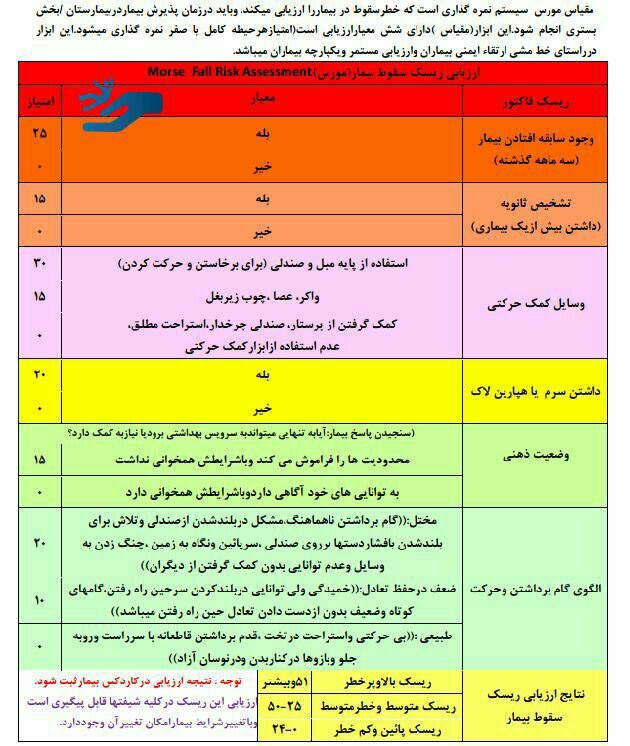 مقیاس مورس سیستم نمره گذاری است که خطرسقوط در بیماررا ارزیابی میکند. وباید درزمان پذیرش بیماردربیمارستان /بخش
بستری انجام شود.این ابزار(مقیاس )دارای شش معیارارزیابی است(امتیازهرحیطه کامل یا صفر نمره گذاری میشود.این ابزار
درراستای خط مشی ارتقاء ایمنی بیماران وارزیابی مستمر ویکپارچه بیماران میباشد.
ارزیابی ریسک سقوط بیمار(مورس)Morse Fall Risk Assessment
ریسک فاکتور
معیار
امتیاز
وجود سابقه افتادن بیمار
(سه ماهه گذشته)
بله
۲۵
خیر
۰
تشخیص ثانویه
(داشتن بیش ازیک بیماری)
بله
۱۵
خیر
۰
وسایل کمک حرکتی
استفاده از پایه مبل و صندلی (برای برخاستن و حرکت کردن)
۳۰
واکر، عصا ،چوب زیربغل
۱۵
کمک گرفتن از پرستار، صندلی چرخدار،استراحت مطلق،
عدم استفاده ازابزارکمک حرکتی
۰
داشتن سرم یا هپارین لاک
بله
۲۰
خیر
۰
وضعیت ذهنی
(سنجیدن پاسخ بیمار:آیابه تنهایی میتواندبه سرویس بهداشتی برودیا نیازبه کمک دارد؟
محدودیت ها را فراموش می کند وباشرایطش همخوانی نداشت
۱۵
به توانایی های خود آگاهی داردوباشرایطش همخوانی دارد
۰
الگوی گام برداشتن وحرکت
مختل:((گام برداشتن ناهماهنگ،مشکل دربلندشدن ازصندلی وتلاش برای
بلندشدن بافشاردستها برروی صندلی ،سرپائین ونگاه به زمین ،چنگ زدن به
وسایل وعدم توانایی بدون کمک گرفتن از دیگران))
۲۰
ضعف درحفظ تعادل:((خمیدگی ولی توانایی دربلندکردن سرحین راه رفتن،گامهای
کوتاه وضعیف بدون ازدست دادن تعادل حین راه رفتن میباشد))
۱۰
طبیعی :((بی حرکتی واستراحت درتخت ،قدم برداشتن قاطعانه با سرراست وروبه
جلو وبازوها درکناربدن ودرنوسان آزاد))
۰
نتایج ارزیابی ریسک
سقوط بیمار
ریسک بالاوپرخطر
۵۱وبیشتر
ریسک متوسط وخطرمتوسط
۲۵-۵۰
ریسک پائین وکم خطر
۰-۲۴
توجه : نتیجه ارزیابی درکاردکس بیمارثبت شود.
ارزیابی این ریسک درکلیه شیفتها قابل پیگیری است
وباتغییرشرایط بیمارامکان تغییرآن وجوددارد.